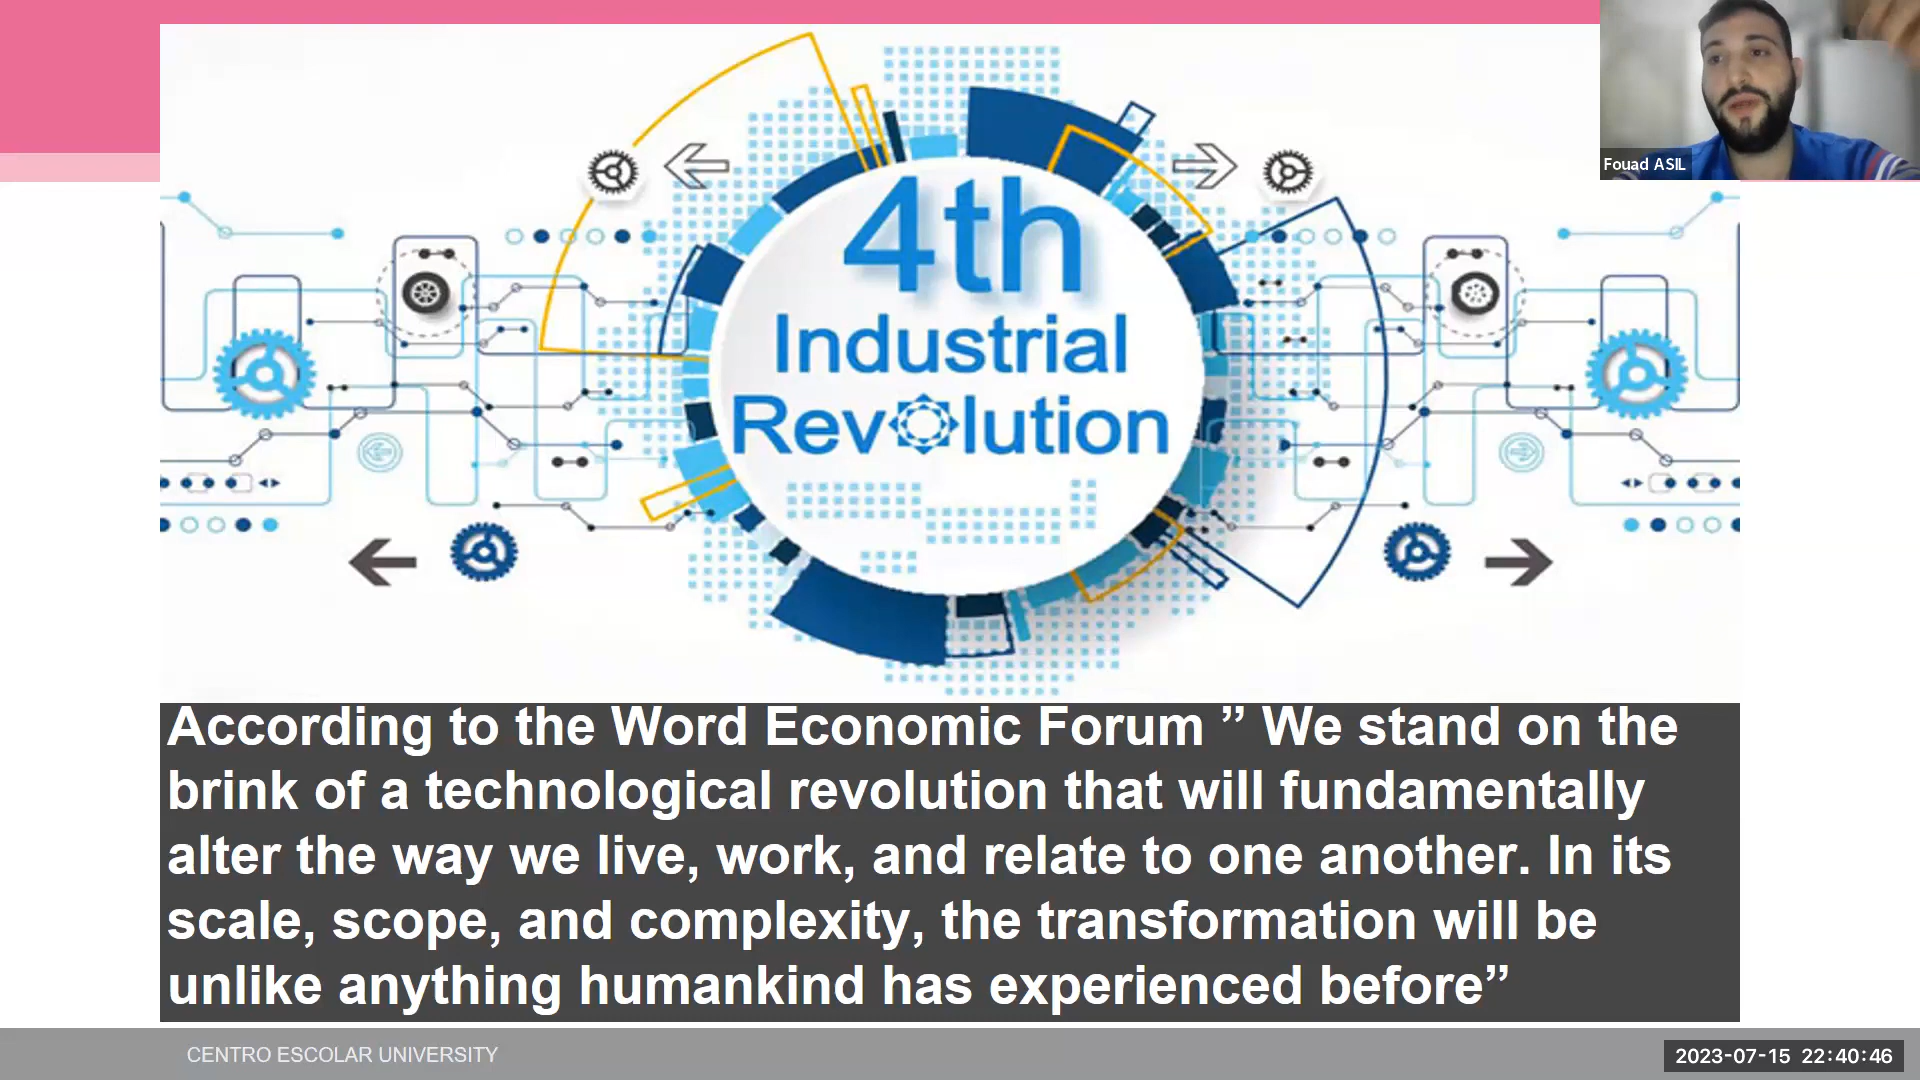 Fouad ASIL
4th
Industrial
Revolution
According to the Word Economic Forum ” We stand on the
brink of a technological revolution that will fundamentally
alter the way we live, work, and relate to one another. In its
scale, scope, and complexity, the transformation will be
unlike anything humankind has experienced before”
CENTRO ESCOLAR UNIVERSITY
2023-07-15 22:40:46